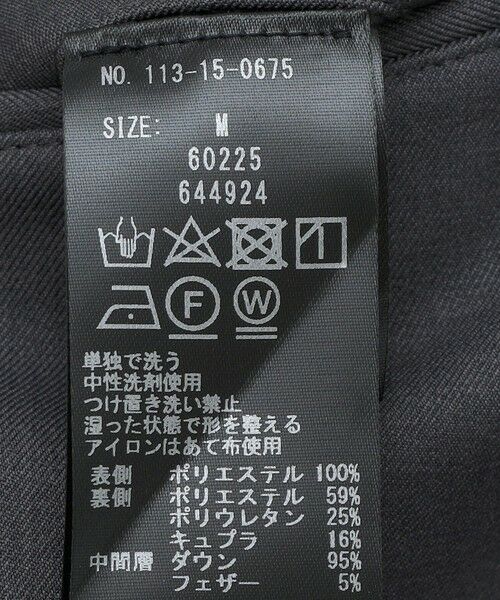 NO. 113-15-0675
SIZE: M
60225
644924
F W
単独で洗う
中性洗剤使用
つけ置き洗い禁止
湿った状態で形を整える
アイロンはあて布使用
表側 ポリエステル 100%
裏側 ポリエステル 59%
ポリウレタン 25%
キュプラ 16%
中間層 ダウン 95%
フェザー 5%